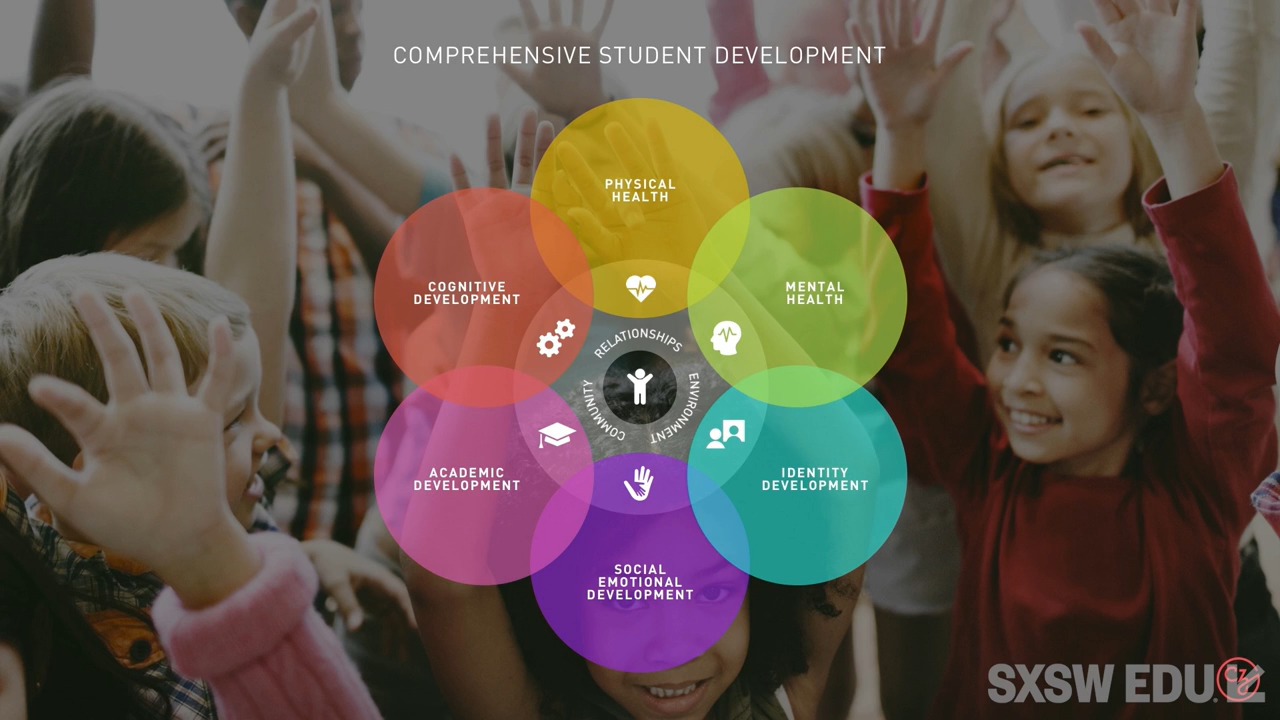 COMPREHENSIVE STUDENT DEVELOPMENT
PHYSICAL
HEALTH
COGNITIVE
DEVELOPMENT
MENTAL
HEALTH
RELATIONSHIPS
ENVIRONMENT
COMMUNITY
ACADEMIC
DEVELOPMENT
IDENTITY
DEVELOPMENT
SOCIAL
EMOTIONAL
DEVELOPMENT
SXSW EDU